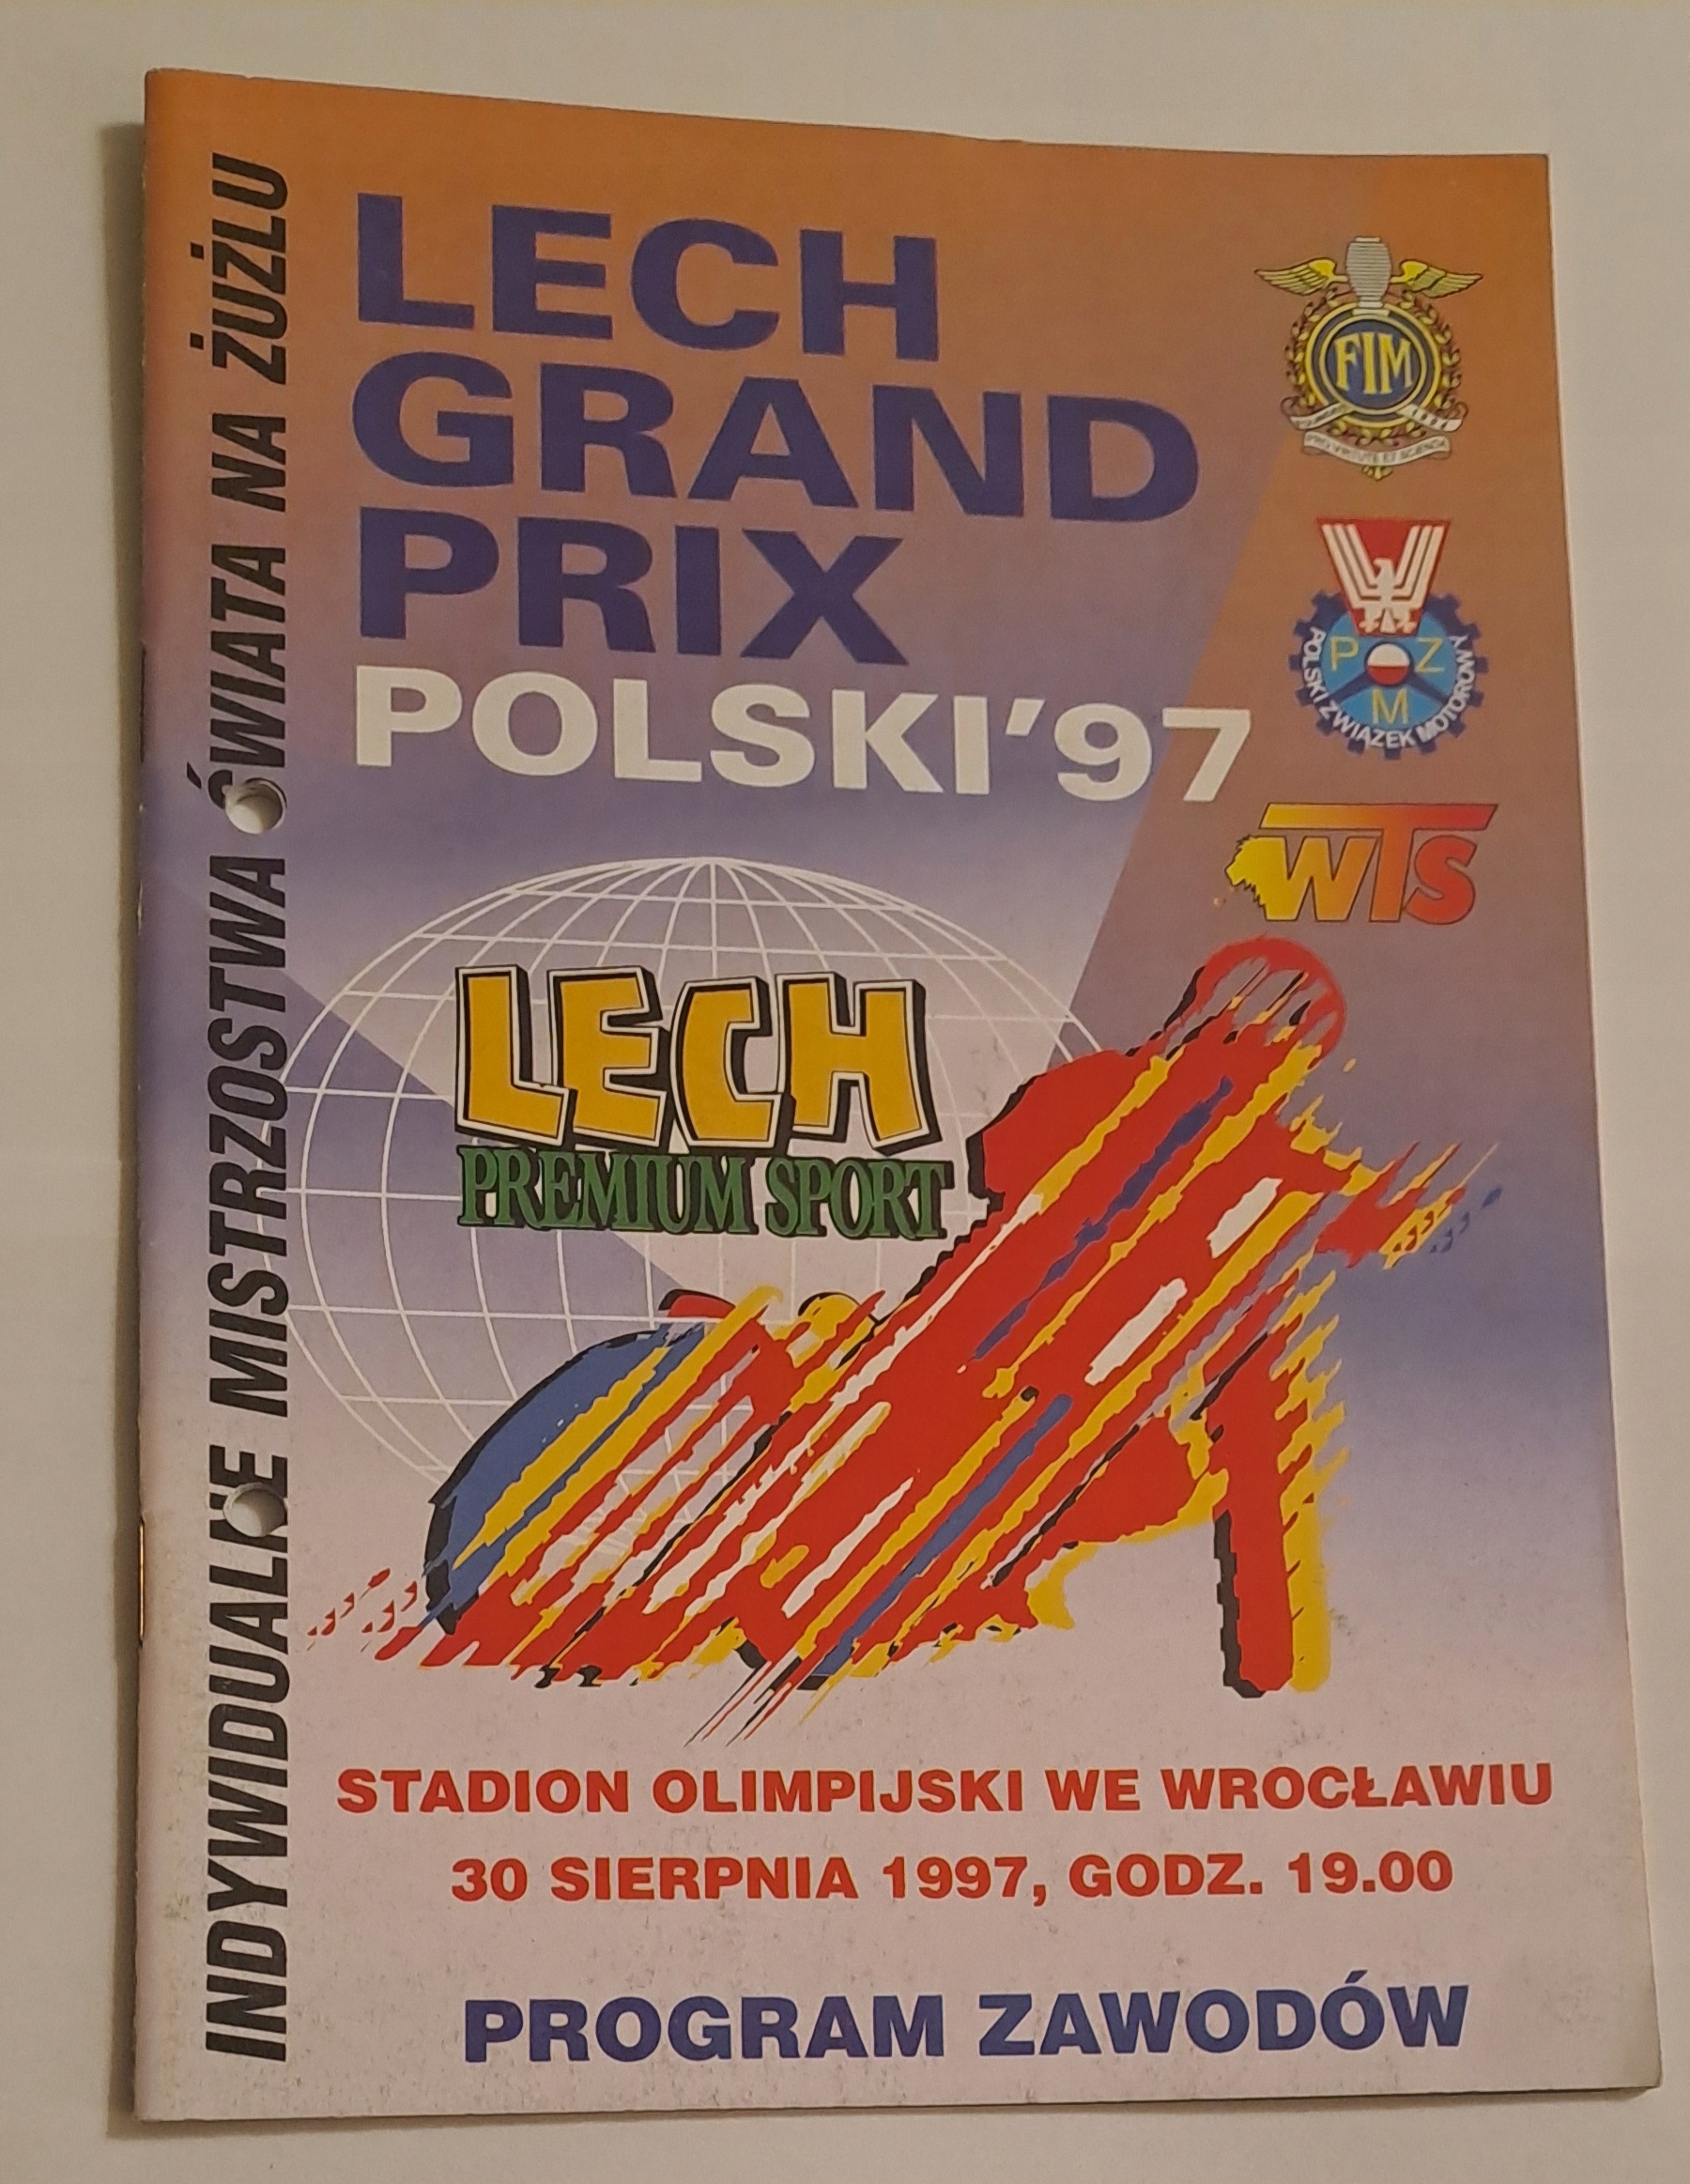 INDYWIDUALNE MISTRZOSTWA ŚWIATA NA ŻUŻLU
LECH
GRAND
PRIX
POLSKI'97
FIM
P Z
M
POLSKI ZWIĄZEK MOTOROWY
WTS
LECH
PREMIUM SPORT
STADION OLIMPIJSKI WE WROCŁAWIU
30 SIERPNIA 1997, GODZ. 19.00
PROGRAM ZAWODÓW